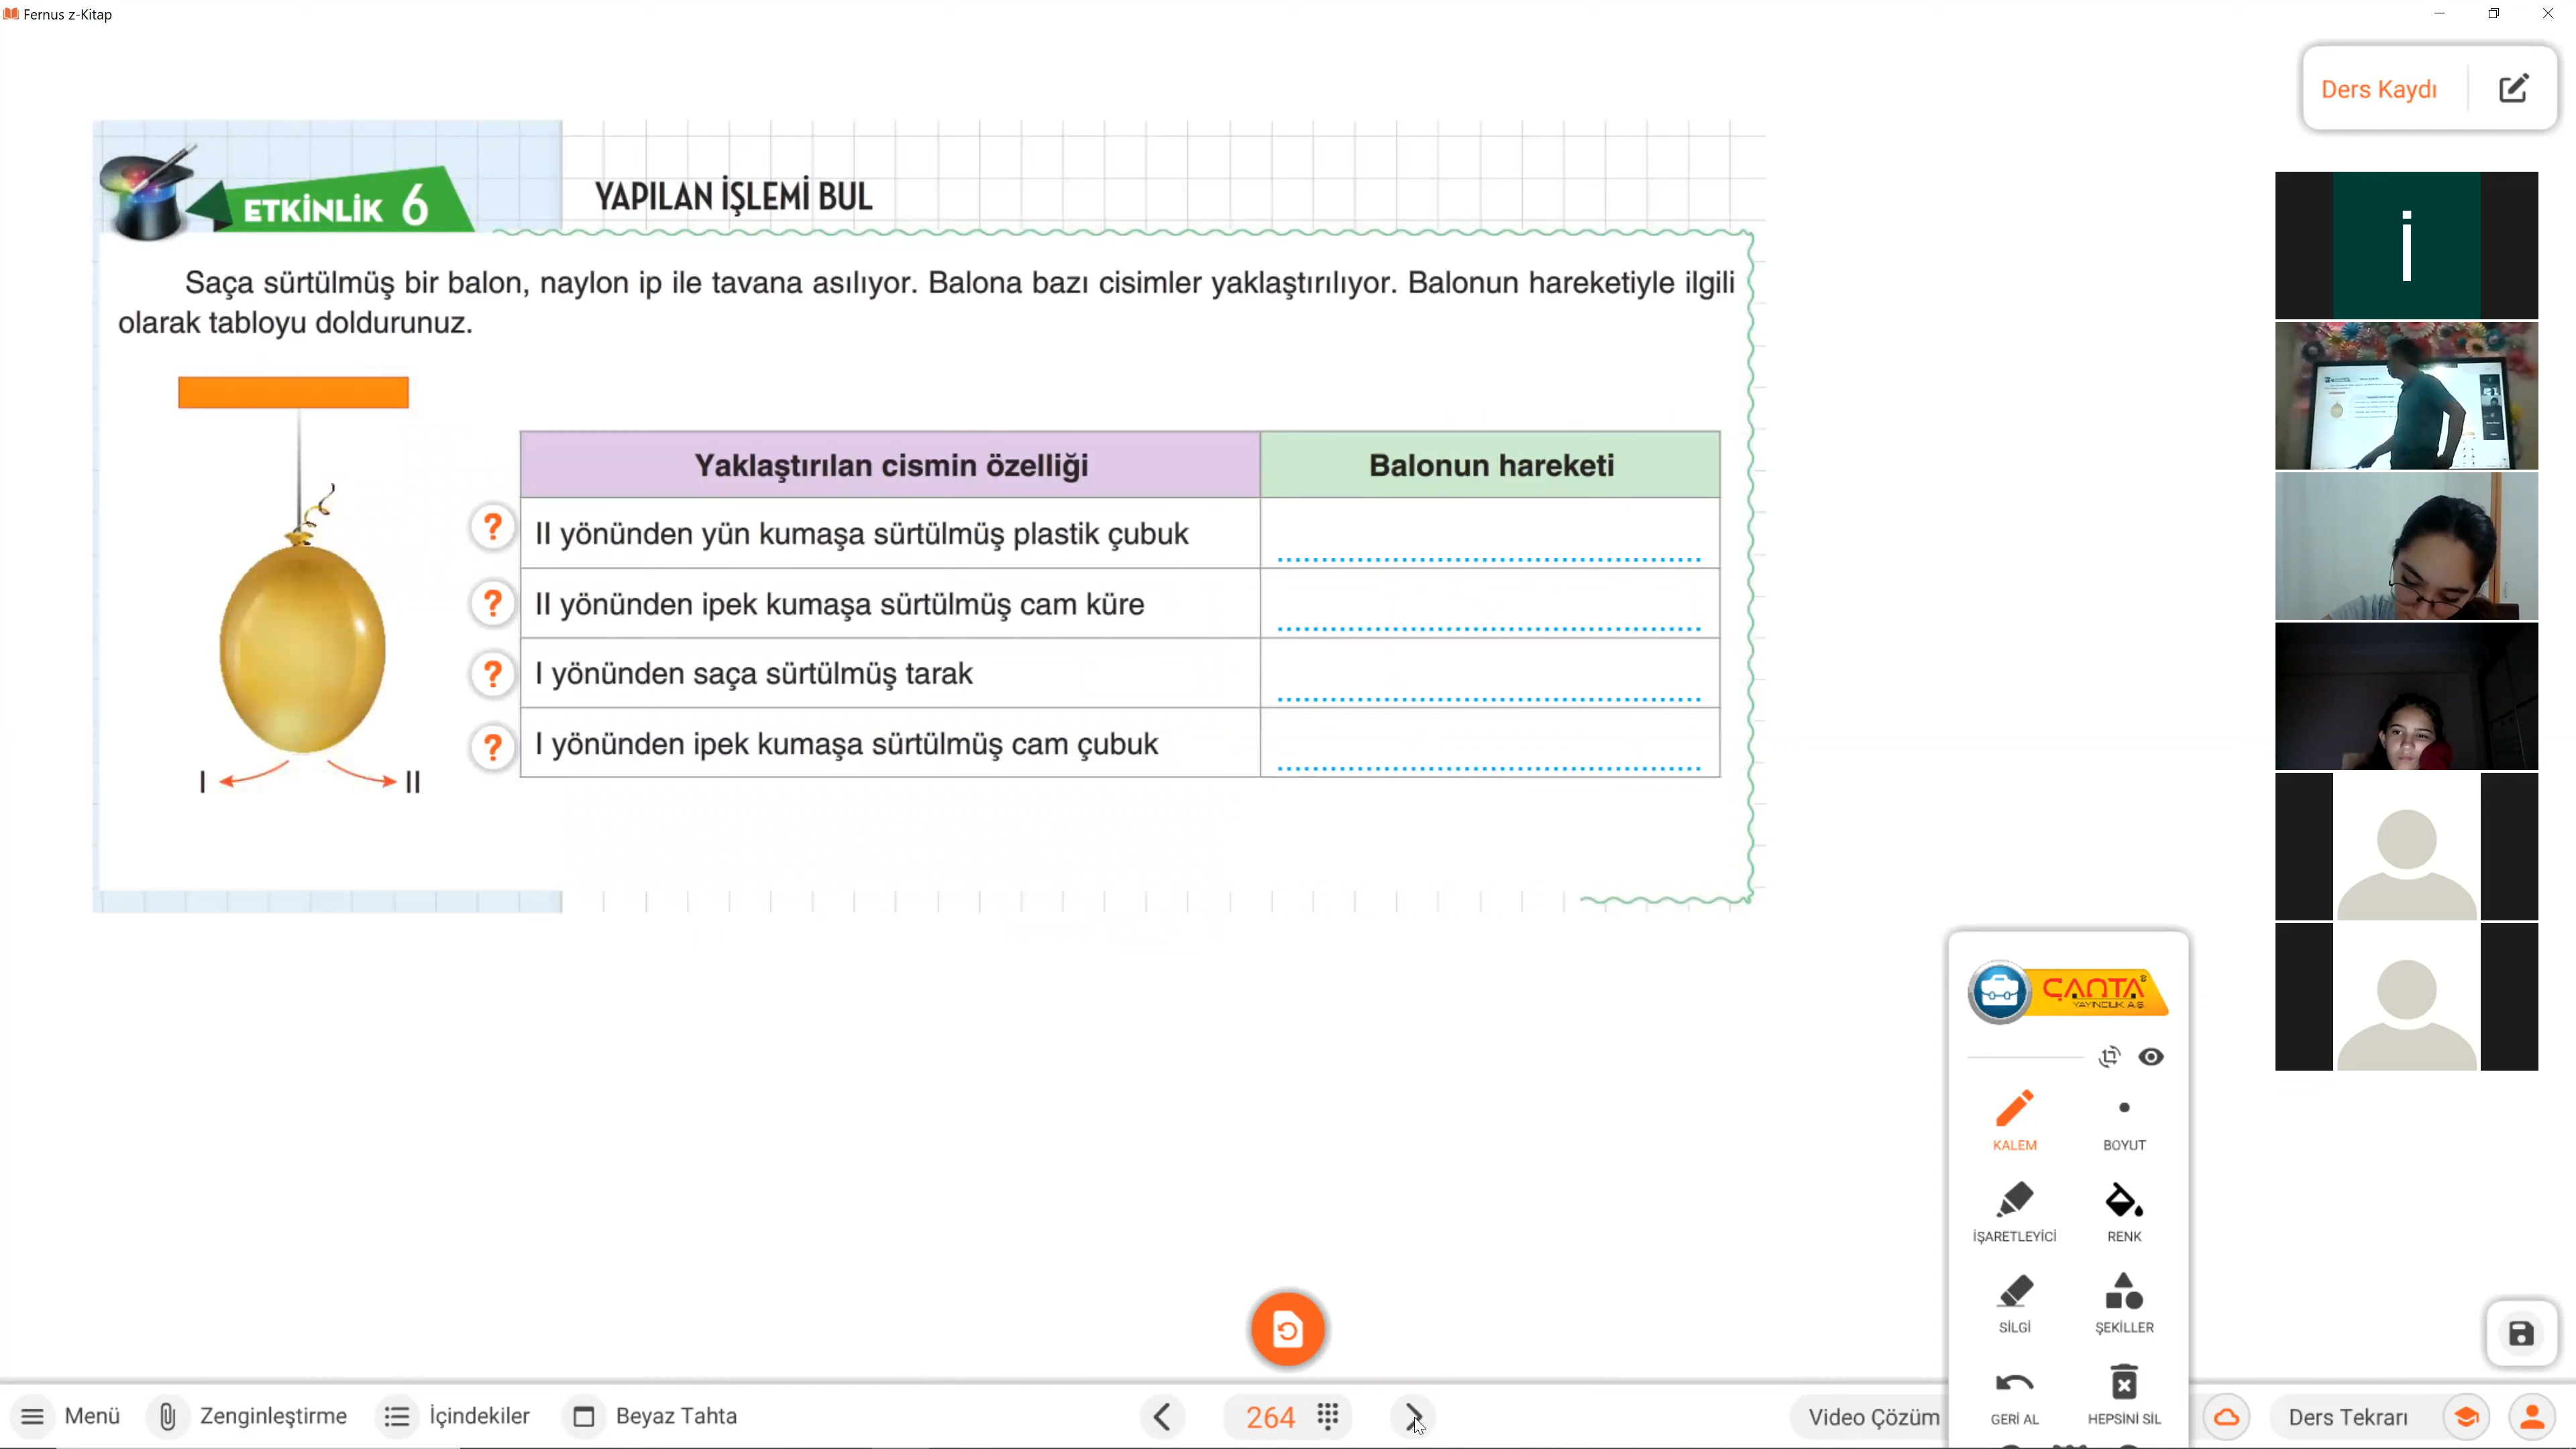 Fernus z-Kitap
Ders Kaydı
ETKİNLİK 6
YAPILAN İŞLEMİ BUL
Saça sürtülmüş bir balon, naylon ip ile tavana asılıyor. Balona bazı cisimler yaklaştırılıyor. Balonun hareketiyle ilgili
olarak tabloyu doldurunuz.
Yaklaştırılan cismin özelliği
Balonun hareketi
? II yönünden yün kumaşa sürtülmüş plastik çubuk
? II yönünden ipek kumaşa sürtülmüş cam küre
? I yönünden saça sürtülmüş tarak
? I yönünden ipek kumaşa sürtülmüş cam çubuk
I II
i
ÇANTA
YAYINCILIK A.Ş.
KALEM
BOYUT
İŞARETLEYİCİ
RENK
SİLGİ
ŞEKİLLER
GERİ AL
HEPSİNİ SİL
Menü
Zenginleştirme
İçindekiler
Beyaz Tahta
264
Video Çözüm
Ders Tekrarı